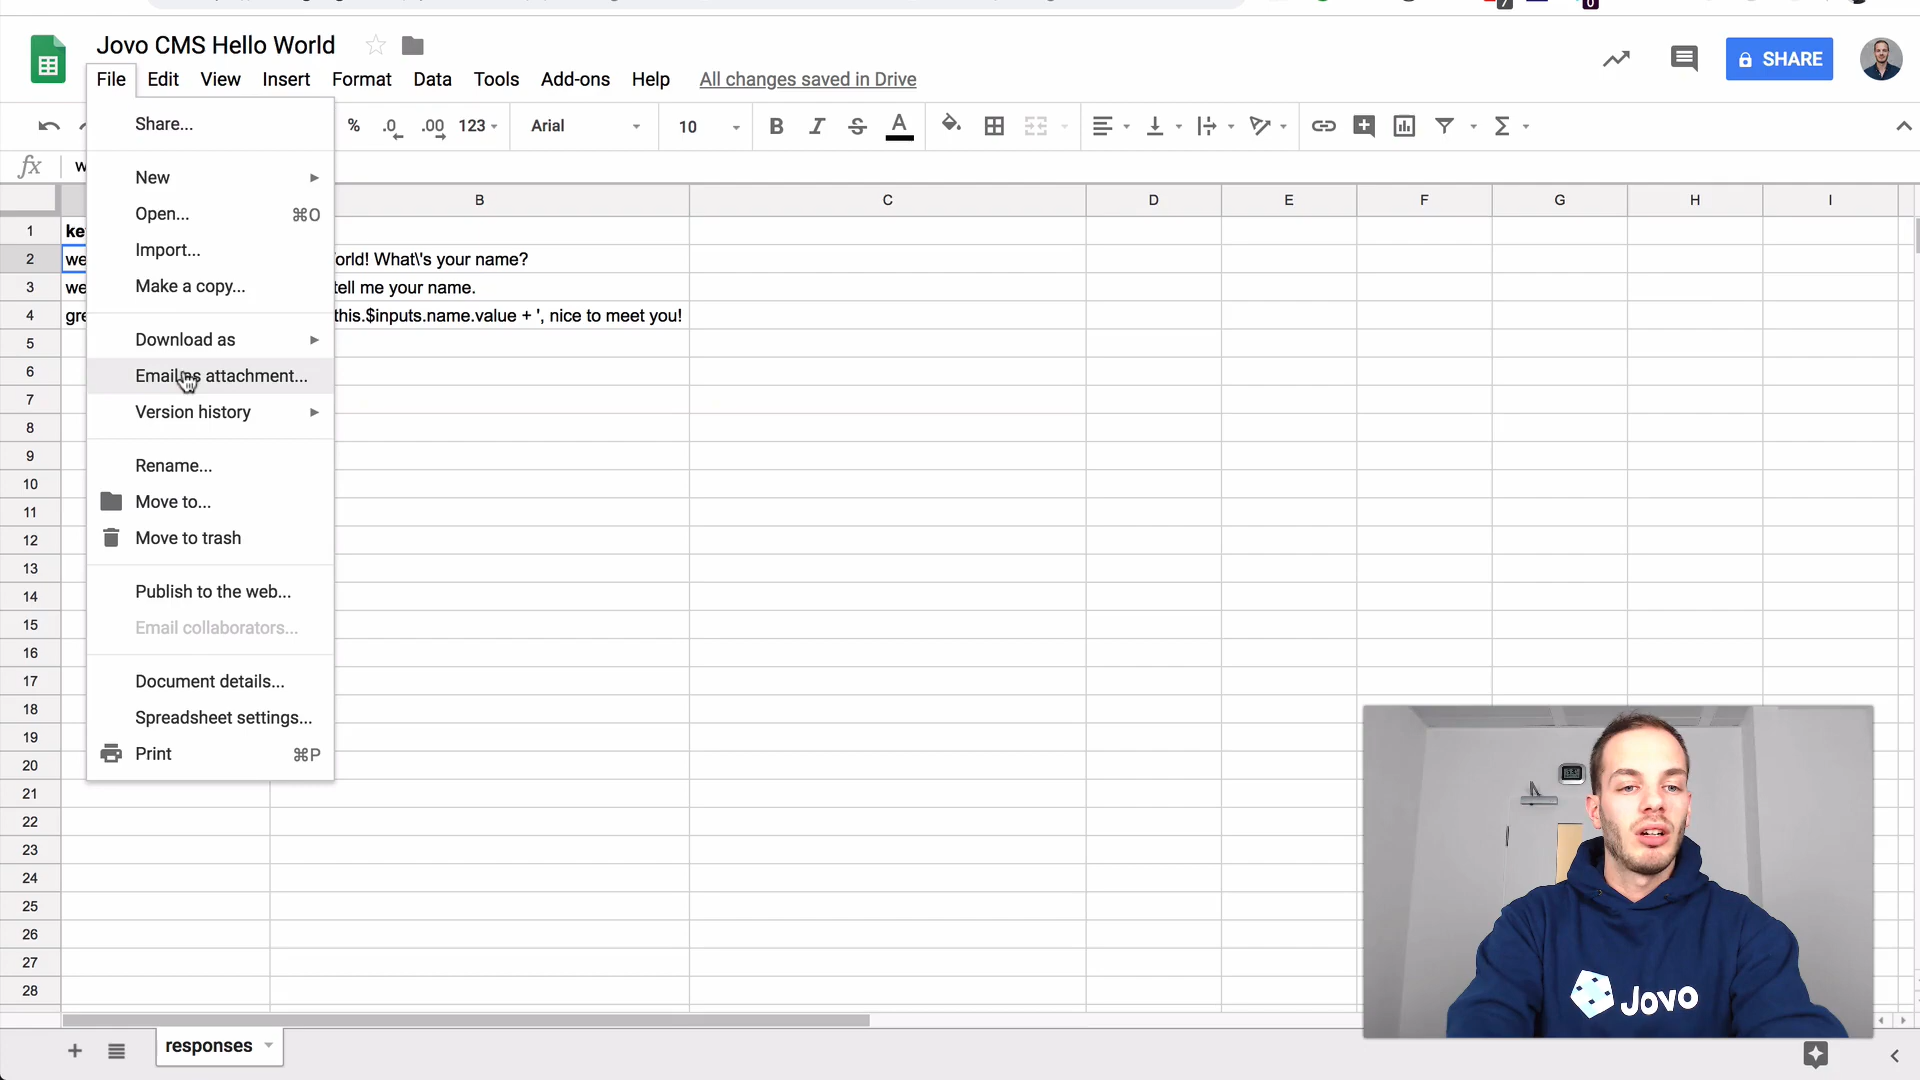 Jovo CMS Hello World
File Edit View Insert Format Data Tools Add-ons Help All changes saved in Drive
SHARE
Share...
% .0 .00 123 Arial 10
fx w
New
Open... ⌘O
Import...
Make a copy...
Download as
Email as attachment...
Version history
Rename...
Move to...
Move to trash
Publish to the web...
Email collaborators...
Document details...
Spreadsheet settings...
Print ⌘P
B C D E F G H I
1 ke
2 we orld! What\'s your name?
3 we tell me your name.
4 gre this.$inputs.name.value + ', nice to meet you!
5
6
7
8
9
10
11
12
13
14
15
16
17
18
19
20
21
22
23
24
25
26
27
28
Jovo
responses